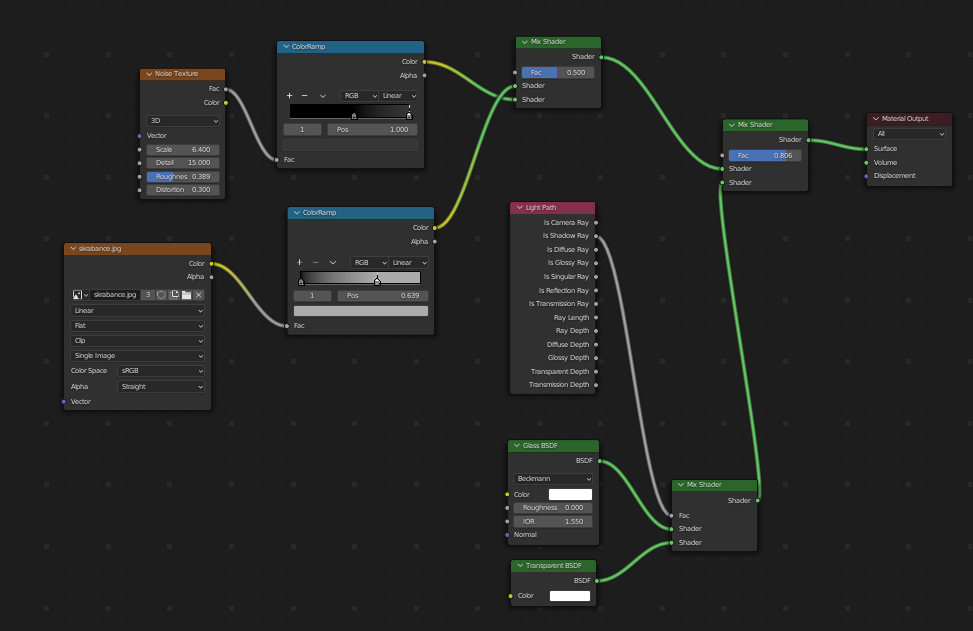 Noise Texture
Fac
Color
3D
Vector
Scale 6.400
Detail 15.000
Roughnes 0.389
Distortion 0.300
ColorRamp
Color
Alpha
RGB Linear
1 Pos 1.000
Fac
skrabance.jpg
Color
Alpha
skrabance.jpg 3
Linear
Flat
Clip
Single Image
Color Space sRGB
Alpha Straight
Vector
ColorRamp
Color
Alpha
RGB Linear
1 Pos 0.639
Fac
Mix Shader
Shader
Fac 0.500
Shader
Shader
Light Path
Is Camera Ray
Is Shadow Ray
Is Diffuse Ray
Is Glossy Ray
Is Singular Ray
Is Reflection Ray
Is Transmission Ray
Ray Length
Ray Depth
Diffuse Depth
Glossy Depth
Transparent Depth
Transmission Depth
Glass BSDF
BSDF
Beckmann
Color
Roughness 0.000
IOR 1.550
Normal
Transparent BSDF
BSDF
Color
Mix Shader
Shader
Fac
Shader
Shader
Mix Shader
Shader
Fac 0.806
Shader
Shader
Material Output
All
Surface
Volume
Displacement